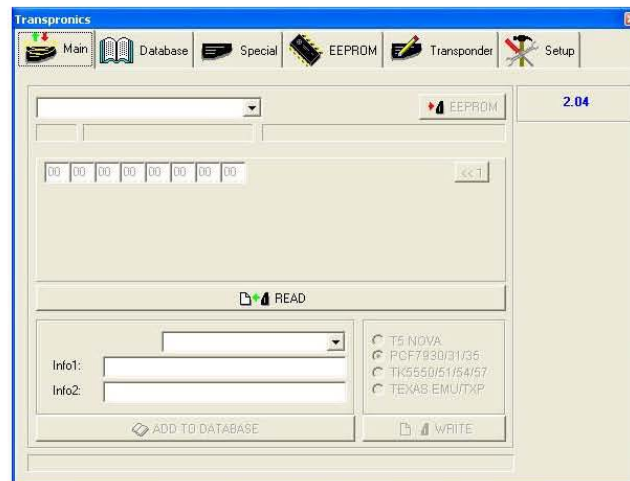 Transpronics
Main Database Special EEPROM Transponder Setup
EEPROM
2.04
00 00 00 00 00 00 00 00
<< 1
READ
Info1:
Info2:
T5 NOVA
PCF7930/31/35
TK5550/51/54/57
TEXAS EMU/TXP
ADD TO DATABASE
WRITE